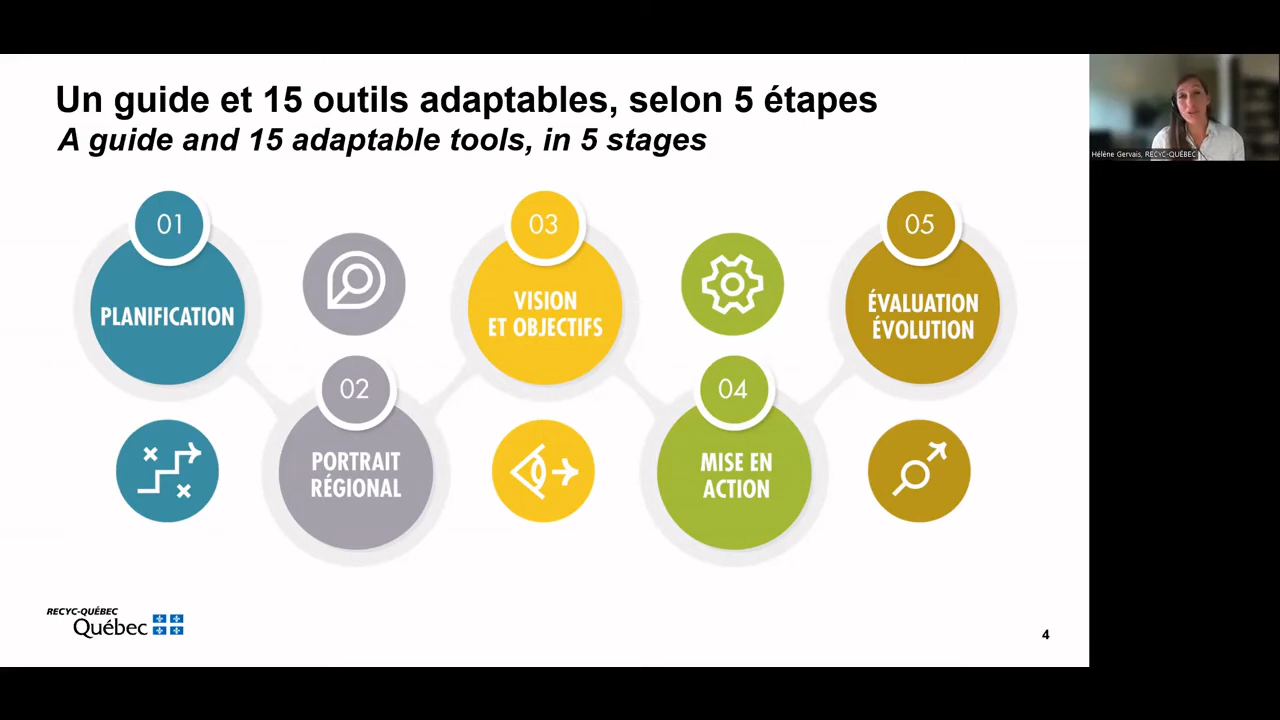 Un guide et 15 outils adaptables, selon 5 étapes
A guide and 15 adaptable tools, in 5 stages
01
PLANIFICATION
02
PORTRAIT
RÉGIONAL
03
VISION
ET OBJECTIFS
04
MISE EN
ACTION
05
ÉVALUATION
ÉVOLUTION
RECYC-QUÉBEC
Québec
4
Hélène Gervais, RECYC-QUÉBEC